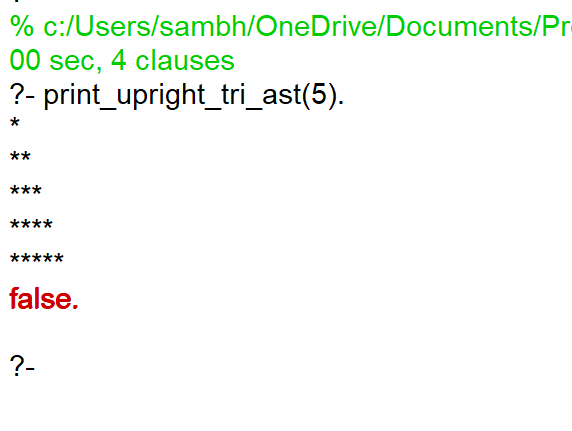 % c:/Users/sambh/OneDrive/Documents/Pr
00 sec, 4 clauses
?- print_upright_tri_ast(5).
*
**
***
****
*****
false.
?-